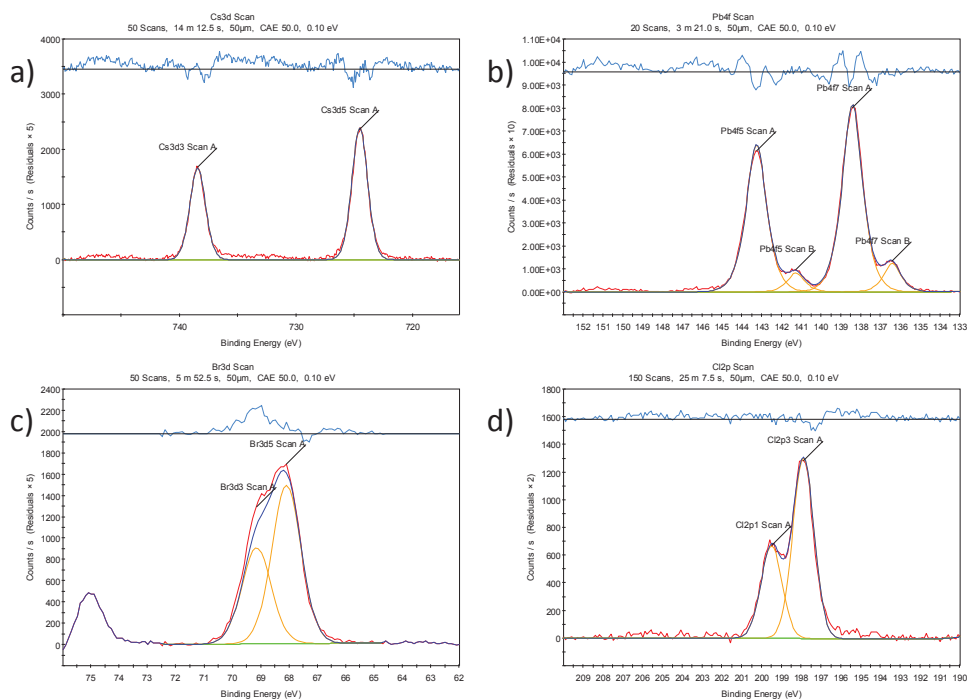 a)
Cs3d Scan
50 Scans, 14 m 12.5 s, 50µm, CAE 50.0, 0.10 eV
Counts / s (Residuals × 5)
4000
3000
2000
1000
0
Cs3d3 Scan A
Cs3d5 Scan A
740 730 720
Binding Energy (eV)
b)
Pb4f Scan
20 Scans, 3 m 21.0 s, 50µm, CAE 50.0, 0.10 eV
Counts / s (Residuals × 10)
1.10E+04
1.00E+04
9.00E+03
8.00E+03
7.00E+03
6.00E+03
5.00E+03
4.00E+03
3.00E+03
2.00E+03
1.00E+03
0.00E+03
Pb4f7 Scan A
Pb4f5 Scan A
Pb4f5 Scan B
Pb4f7 Scan B
152 151 150 149 148 147 146 145 144 143 142 141 140 139 138 137 136 135 134 133
Binding Energy (eV)
c)
Br3d Scan
50 Scans, 5 m 52.5 s, 50µm, CAE 50.0, 0.10 eV
Counts / s (Residuals × 5)
2400
2200
2000
1800
1600
1400
1200
1000
800
600
400
200
0
Br3d5 Scan A
Br3d3 Scan A
75 74 73 72 71 70 69 68 67 66 65 64 63 62
Binding Energy (eV)
d)
Cl2p Scan
150 Scans, 25 m 7.5 s, 50µm, CAE 50.0, 0.10 eV
Counts / s (Residuals × 2)
1800
1600
1400
1200
1000
800
600
400
200
0
Cl2p3 Scan A
Cl2p1 Scan A
209 208 207 206 205 204 203 202 201 200 199 198 197 196 195 194 193 192 191 190
Binding Energy (eV)